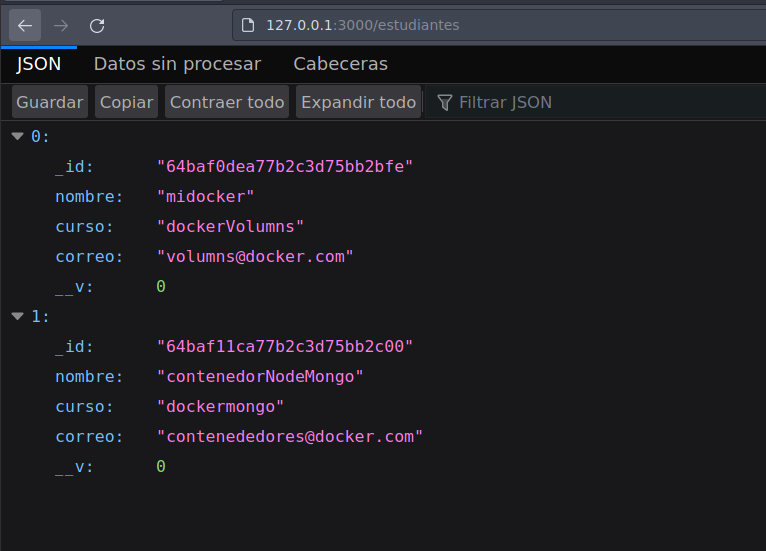 127.0.0.1:3000/estudiantes
JSON Datos sin procesar Cabeceras
Guardar Copiar Contraer todo Expandir todo Filtrar JSON
0:
_id: "64baf0dea77b2c3d75bb2bfe"
nombre: "midocker"
curso: "dockerVolumns"
correo: "volumns@docker.com"
__v: 0
1:
_id: "64baf11ca77b2c3d75bb2c00"
nombre: "contenedorNodeMongo"
curso: "dockermongo"
correo: "contenededores@docker.com"
__v: 0